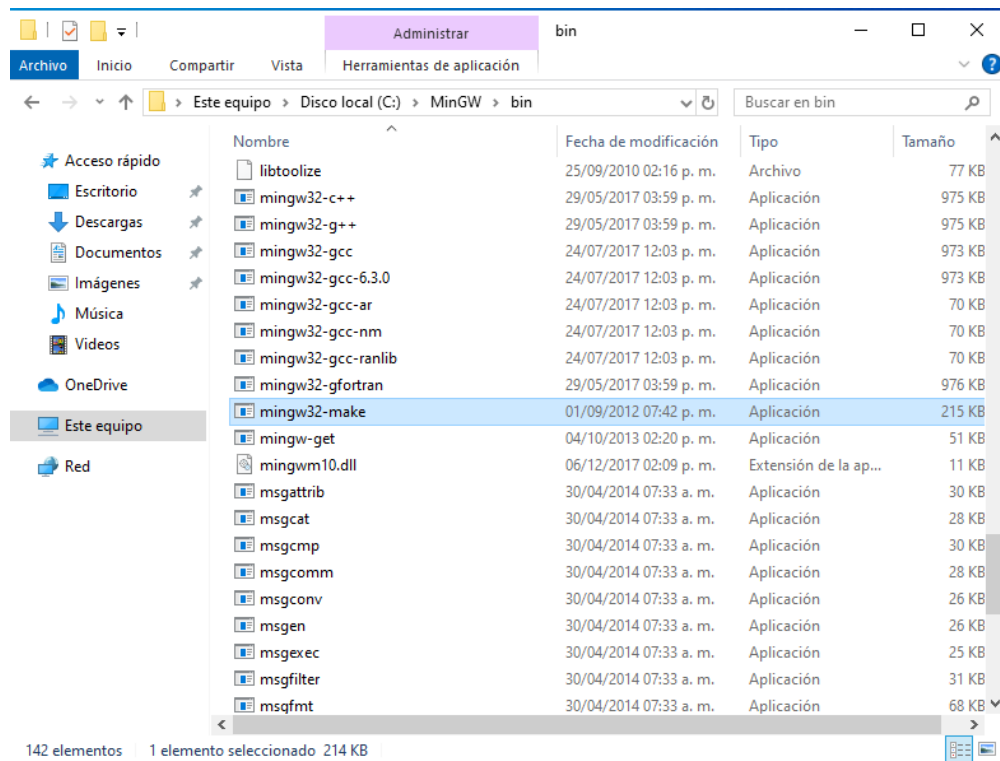 Administrar bin
Archivo Inicio Compartir Vista Herramientas de aplicación
Este equipo > Disco local (C:) > MinGW > bin Buscar en bin
Nombre Fecha de modificación Tipo Tamaño
Acceso rápido
Escritorio
Descargas
Documentos
Imágenes
Música
Videos
OneDrive
Este equipo
Red
libtoolize 25/09/2010 02:16 p. m. Archivo 77 KB
mingw32-c++ 29/05/2017 03:59 p. m. Aplicación 975 KB
mingw32-g++ 29/05/2017 03:59 p. m. Aplicación 975 KB
mingw32-gcc 24/07/2017 12:03 p. m. Aplicación 973 KB
mingw32-gcc-6.3.0 24/07/2017 12:03 p. m. Aplicación 973 KB
mingw32-gcc-ar 24/07/2017 12:03 p. m. Aplicación 70 KB
mingw32-gcc-nm 24/07/2017 12:03 p. m. Aplicación 70 KB
mingw32-gcc-ranlib 24/07/2017 12:03 p. m. Aplicación 70 KB
mingw32-gfortran 29/05/2017 03:59 p. m. Aplicación 976 KB
mingw32-make 01/09/2012 07:42 p. m. Aplicación 215 KB
mingw-get 04/10/2013 02:20 p. m. Aplicación 51 KB
mingwm10.dll 06/12/2017 02:09 p. m. Extensión de la ap... 11 KB
msgattrib 30/04/2014 07:33 a. m. Aplicación 30 KB
msgcat 30/04/2014 07:33 a. m. Aplicación 28 KB
msgcmp 30/04/2014 07:33 a. m. Aplicación 30 KB
msgcomm 30/04/2014 07:33 a. m. Aplicación 28 KB
msgconv 30/04/2014 07:33 a. m. Aplicación 26 KB
msgen 30/04/2014 07:33 a. m. Aplicación 26 KB
msgexec 30/04/2014 07:33 a. m. Aplicación 25 KB
msgfilter 30/04/2014 07:33 a. m. Aplicación 31 KB
msgfmt 30/04/2014 07:33 a. m. Aplicación 68 KB
142 elementos 1 elemento seleccionado 214 KB